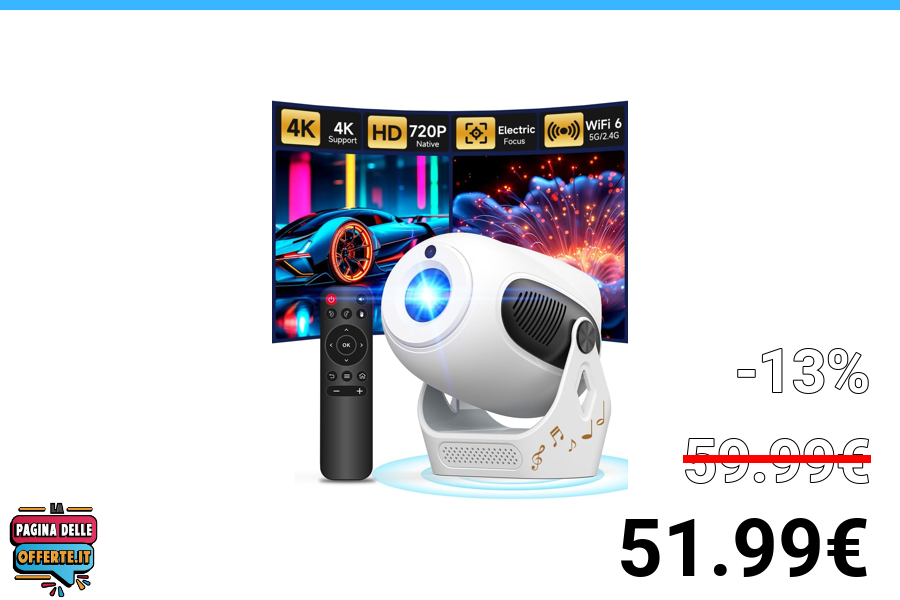 4K
4K
Support
HD
720P
Native
Electric
Focus
WiFi 6
5G/2.4G
OK
-13%
59.99€
51.99€
LA
PAGINA DELLE
OFFERTE.IT